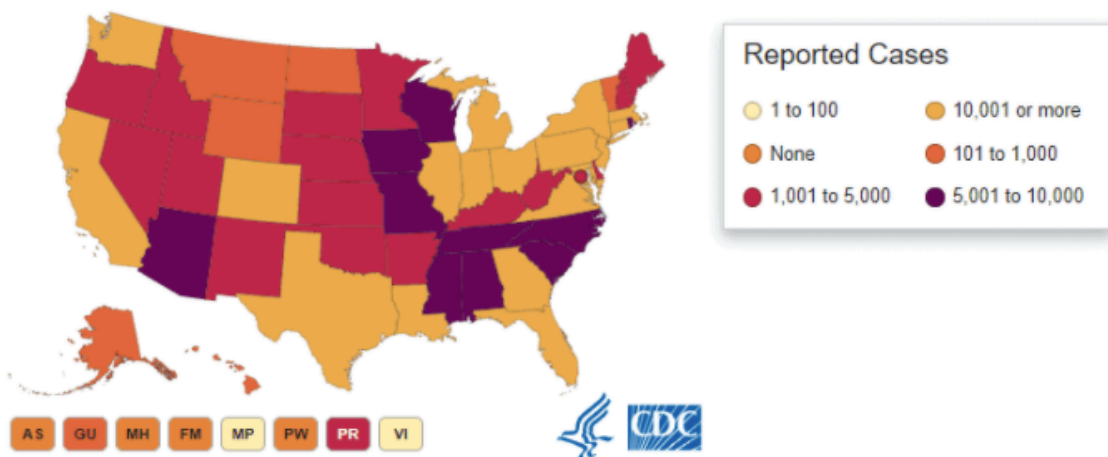 Reported Cases
1 to 100
10,001 or more
None
101 to 1,000
1,001 to 5,000
5,001 to 10,000
AS GU MH FM MP PW PR VI
CDC